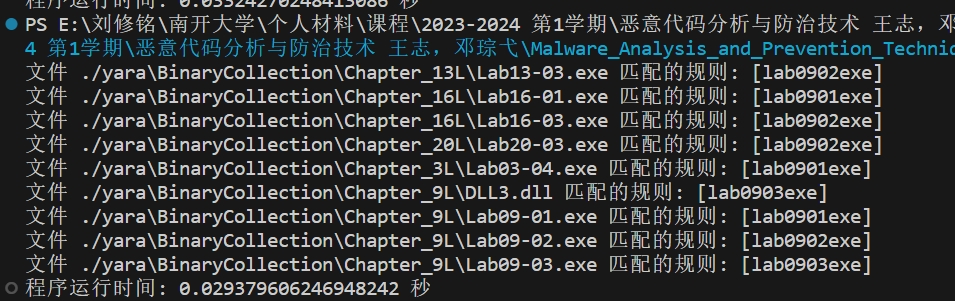 程序运行时间: 0.03324270248413086 秒
PS E:\刘修铭\南开大学\个人材料\课程\2023-2024 第1学期\恶意代码分析与防治技术 王志，邓
4 第1学期\恶意代码分析与防治技术 王志，邓琮弋\Malware_Analysis_and_Prevention_Technic
文件 ./yara\BinaryCollection\Chapter_13L\Lab13-03.exe 匹配的规则: [lab0902exe]
文件 ./yara\BinaryCollection\Chapter_16L\Lab16-01.exe 匹配的规则: [lab0901exe]
文件 ./yara\BinaryCollection\Chapter_16L\Lab16-03.exe 匹配的规则: [lab0902exe]
文件 ./yara\BinaryCollection\Chapter_20L\Lab20-03.exe 匹配的规则: [lab0902exe]
文件 ./yara\BinaryCollection\Chapter_3L\Lab03-04.exe 匹配的规则: [lab0901exe]
文件 ./yara\BinaryCollection\Chapter_9L\DLL3.dll 匹配的规则: [lab0903exe]
文件 ./yara\BinaryCollection\Chapter_9L\Lab09-01.exe 匹配的规则: [lab0901exe]
文件 ./yara\BinaryCollection\Chapter_9L\Lab09-02.exe 匹配的规则: [lab0902exe]
文件 ./yara\BinaryCollection\Chapter_9L\Lab09-03.exe 匹配的规则: [lab0903exe]
程序运行时间: 0.029379606246948242 秒